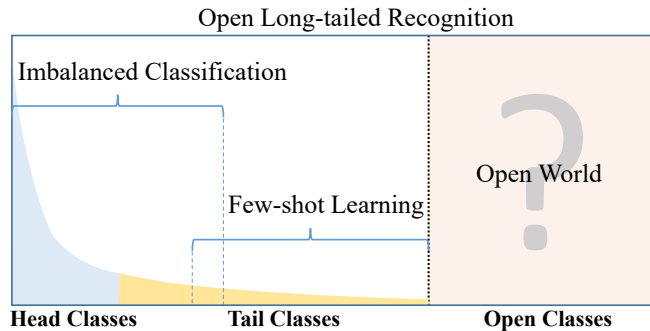 Open Long-tailed Recognition
Imbalanced Classification
?
Open World
Few-shot Learning
Head Classes
Tail Classes
Open Classes